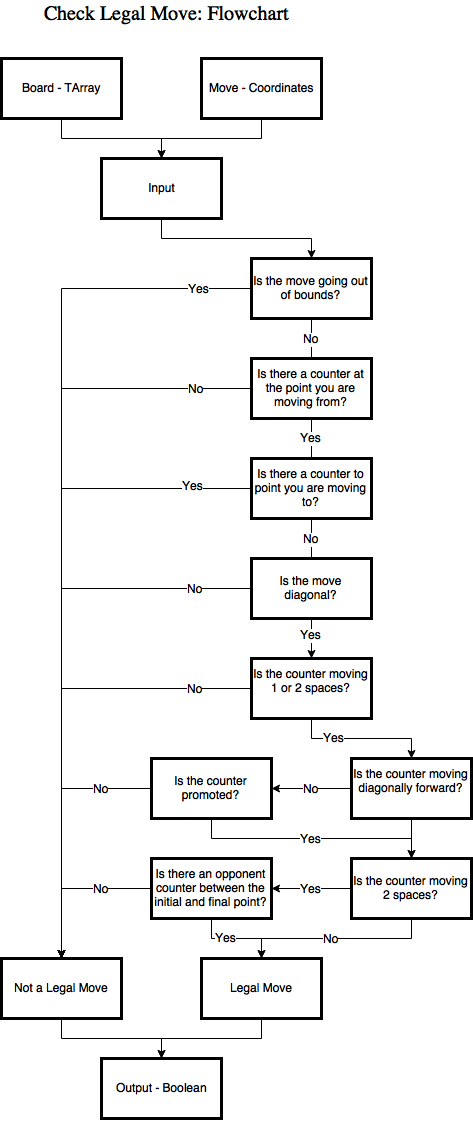 Check Legal Move: Flowchart
Board - TArray
Move - Coordinates
Input
Is the move going out
of bounds?
Yes
No
Is there a counter at
the point you are
moving from?
No
Yes
Is there a counter to
point you are moving
to?
Yes
No
Is the move
diagonal?
No
Yes
Is the counter moving
1 or 2 spaces?
No
Yes
Is the counter moving
diagonally forward?
No
Is the counter
promoted?
No
Yes
Is the counter moving
2 spaces?
Yes
Is there an opponent
counter between the
initial and final point?
No
Yes
No
Not a Legal Move
Legal Move
Output - Boolean